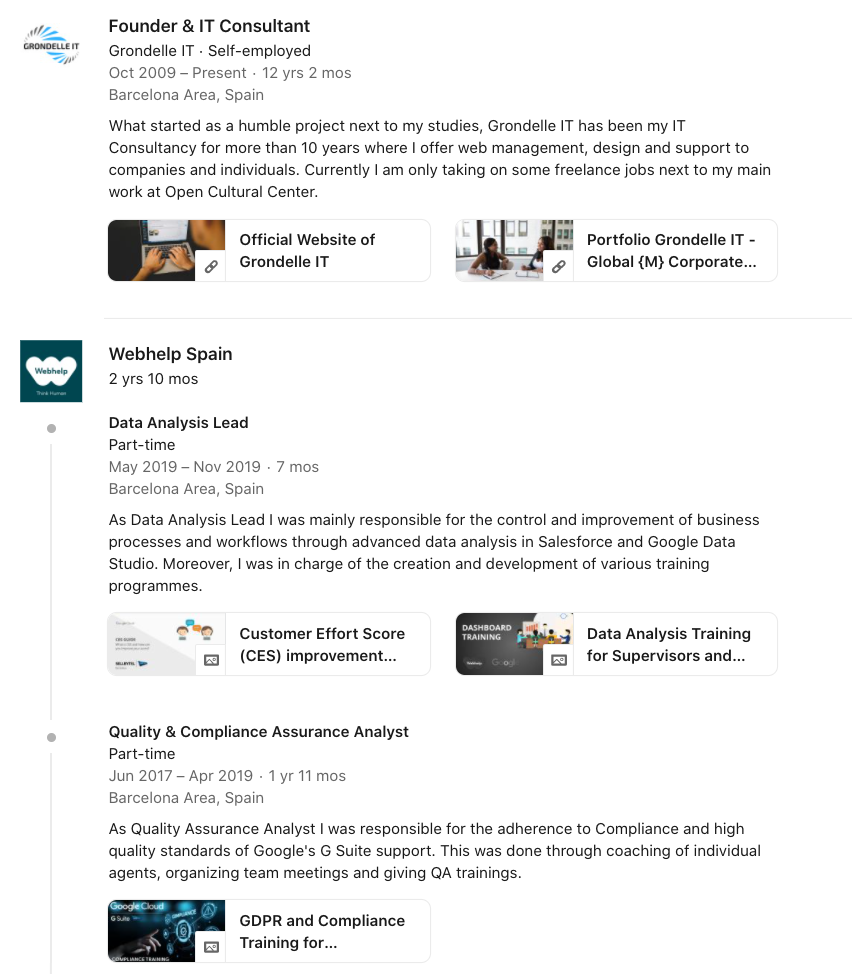 GRONDELLE IT
Founder & IT Consultant
Grondelle IT · Self-employed
Oct 2009 – Present · 12 yrs 2 mos
Barcelona Area, Spain
What started as a humble project next to my studies, Grondelle IT has been my IT
Consultancy for more than 10 years where I offer web management, design and support to
companies and individuals. Currently I am only taking on some freelance jobs next to my main
work at Open Cultural Center.
Official Website of
Grondelle IT
Portfolio Grondelle IT -
Global {M} Corporate...
Webhelp
Think Human
Webhelp Spain
2 yrs 10 mos
Data Analysis Lead
Part-time
May 2019 – Nov 2019 · 7 mos
Barcelona Area, Spain
As Data Analysis Lead I was mainly responsible for the control and improvement of business
processes and workflows through advanced data analysis in Salesforce and Google Data
Studio. Moreover, I was in charge of the creation and development of various training
programmes.
CES GUIDE
SELLBYTEL
Customer Effort Score
(CES) improvement...
DASHBOARD
TRAINING
Data Analysis Training
for Supervisors and...
Quality & Compliance Assurance Analyst
Part-time
Jun 2017 – Apr 2019 · 1 yr 11 mos
Barcelona Area, Spain
As Quality Assurance Analyst I was responsible for the adherence to Compliance and high
quality standards of Google's G Suite support. This was done through coaching of individual
agents, organizing team meetings and giving QA trainings.
Google Cloud
G Suite
COMPLIANCE
COMPLIANCE TRAINING
GDPR and Compliance
Training for...